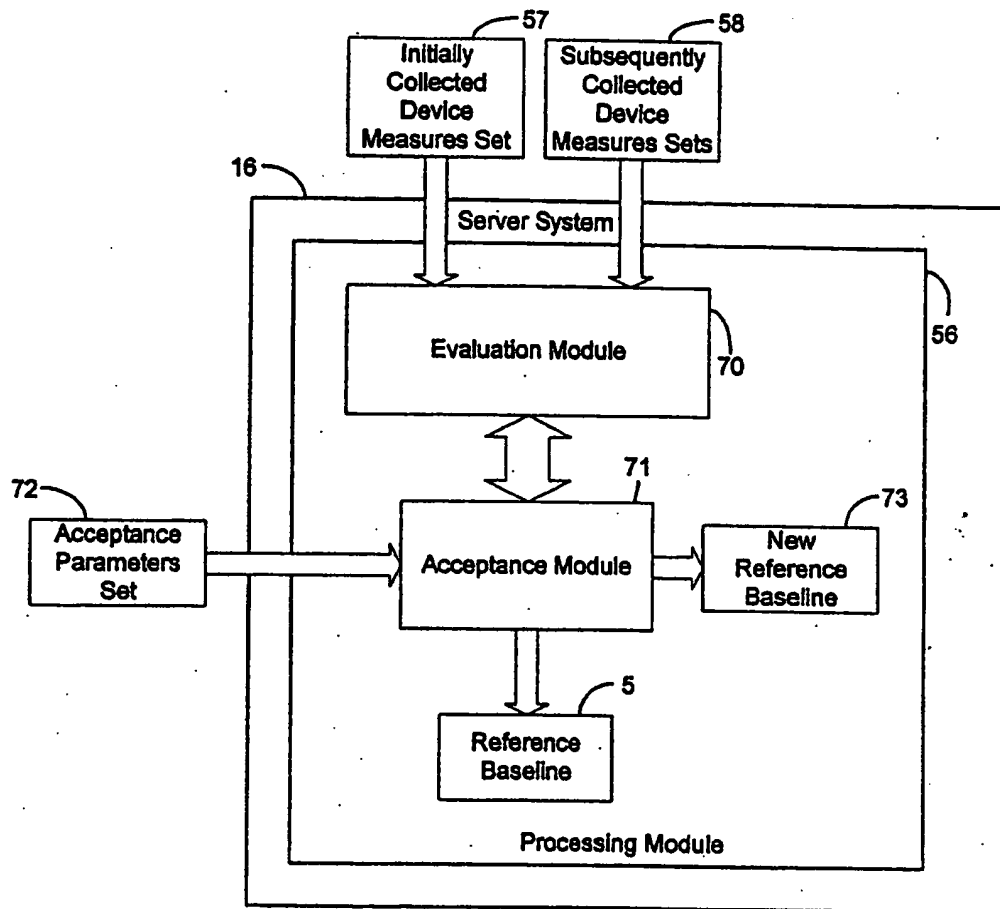 57
58
Initially
Collected
Device
Measures Set
Subsequently
Collected
Device
Measures Sets
16
Server System
56
Evaluation Module
70
71
72
73
Acceptance
Parameters
Set
Acceptance Module
New
Reference
Baseline
5
Reference
Baseline
Processing Module